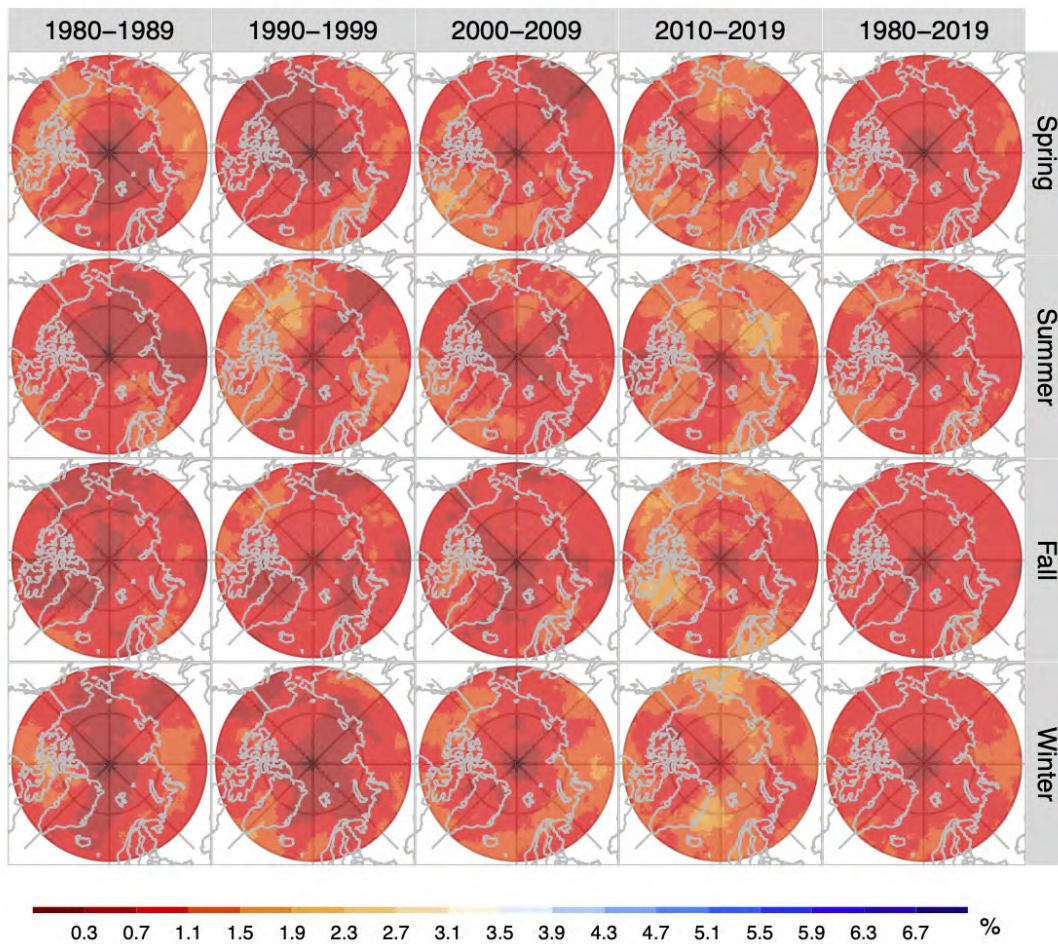 1980–1989 1990–1999 2000–2009 2010–2019 1980–2019
Spring
Summer
Fall
Winter
0.3 0.7 1.1 1.5 1.9 2.3 2.7 3.1 3.5 3.9 4.3 4.7 5.1 5.5 5.9 6.3 6.7 %